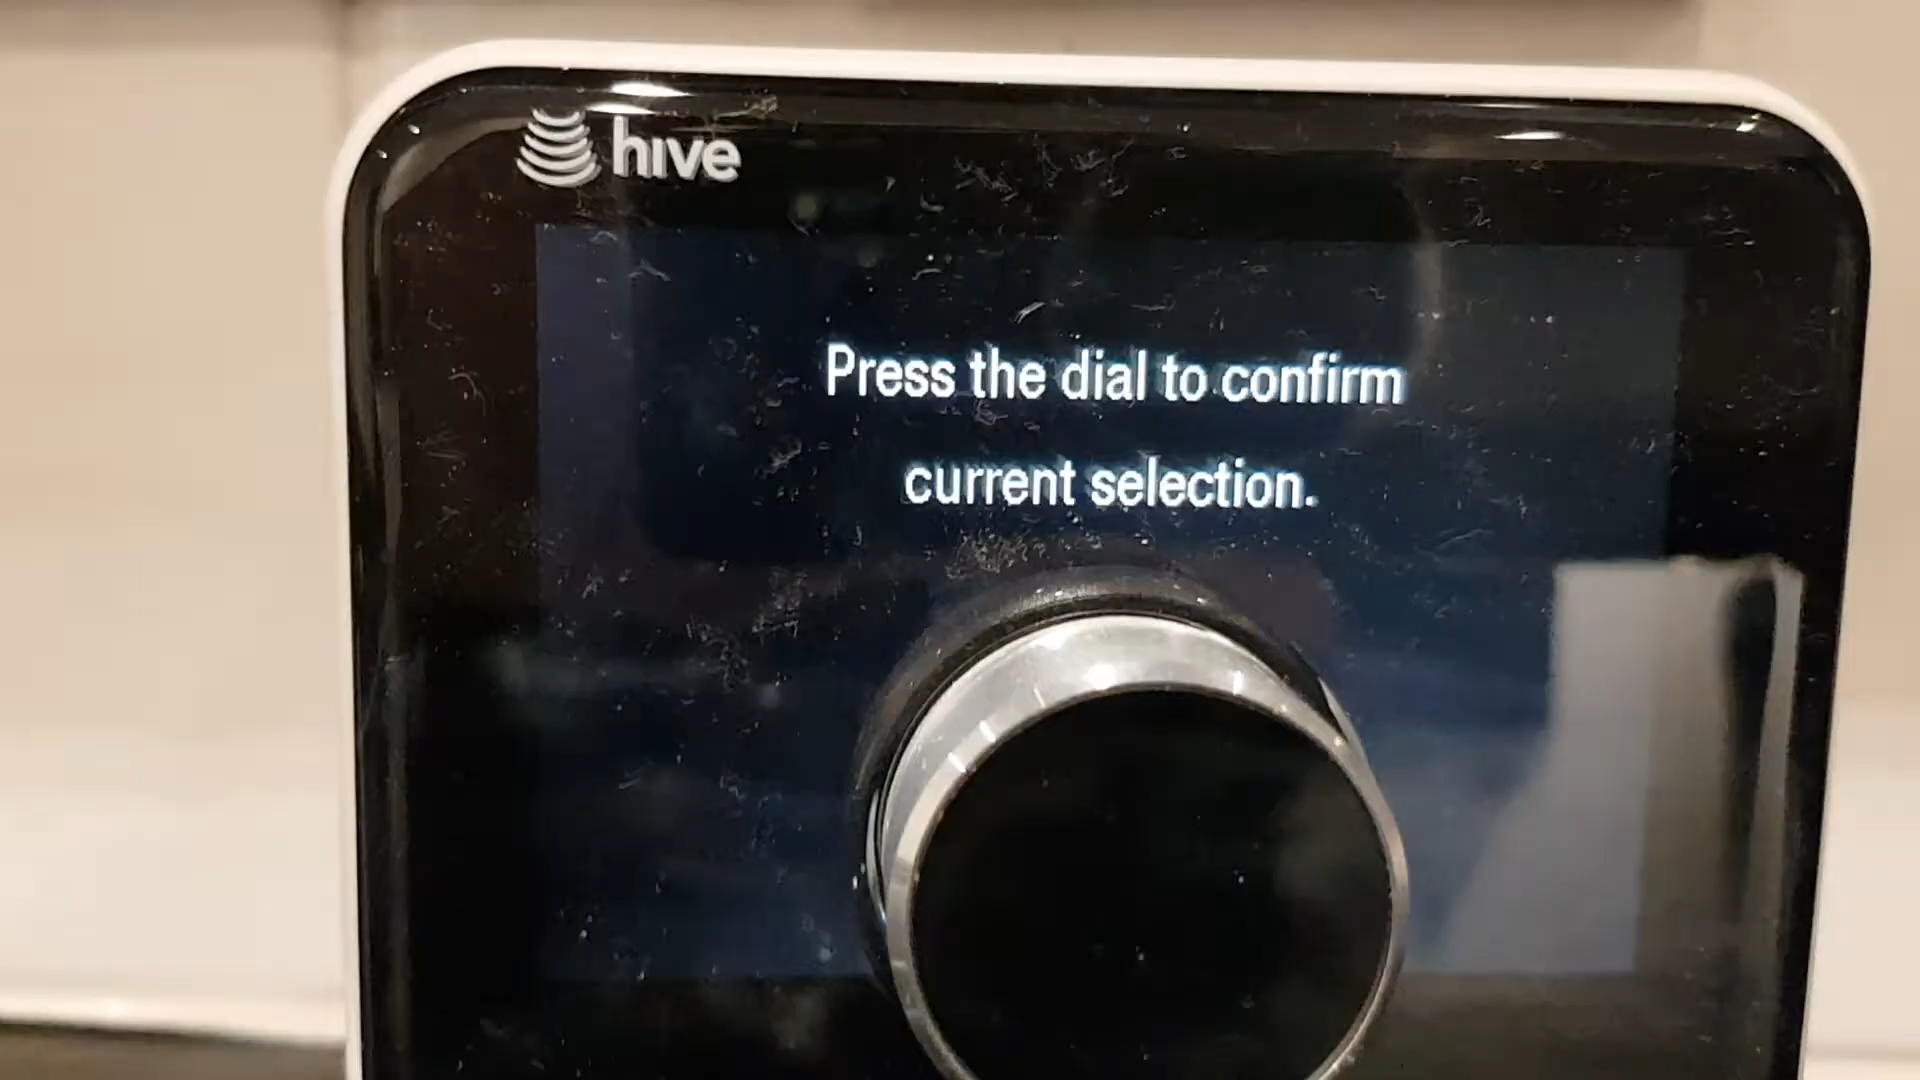 hive
Press the dial to confirm
current selection.